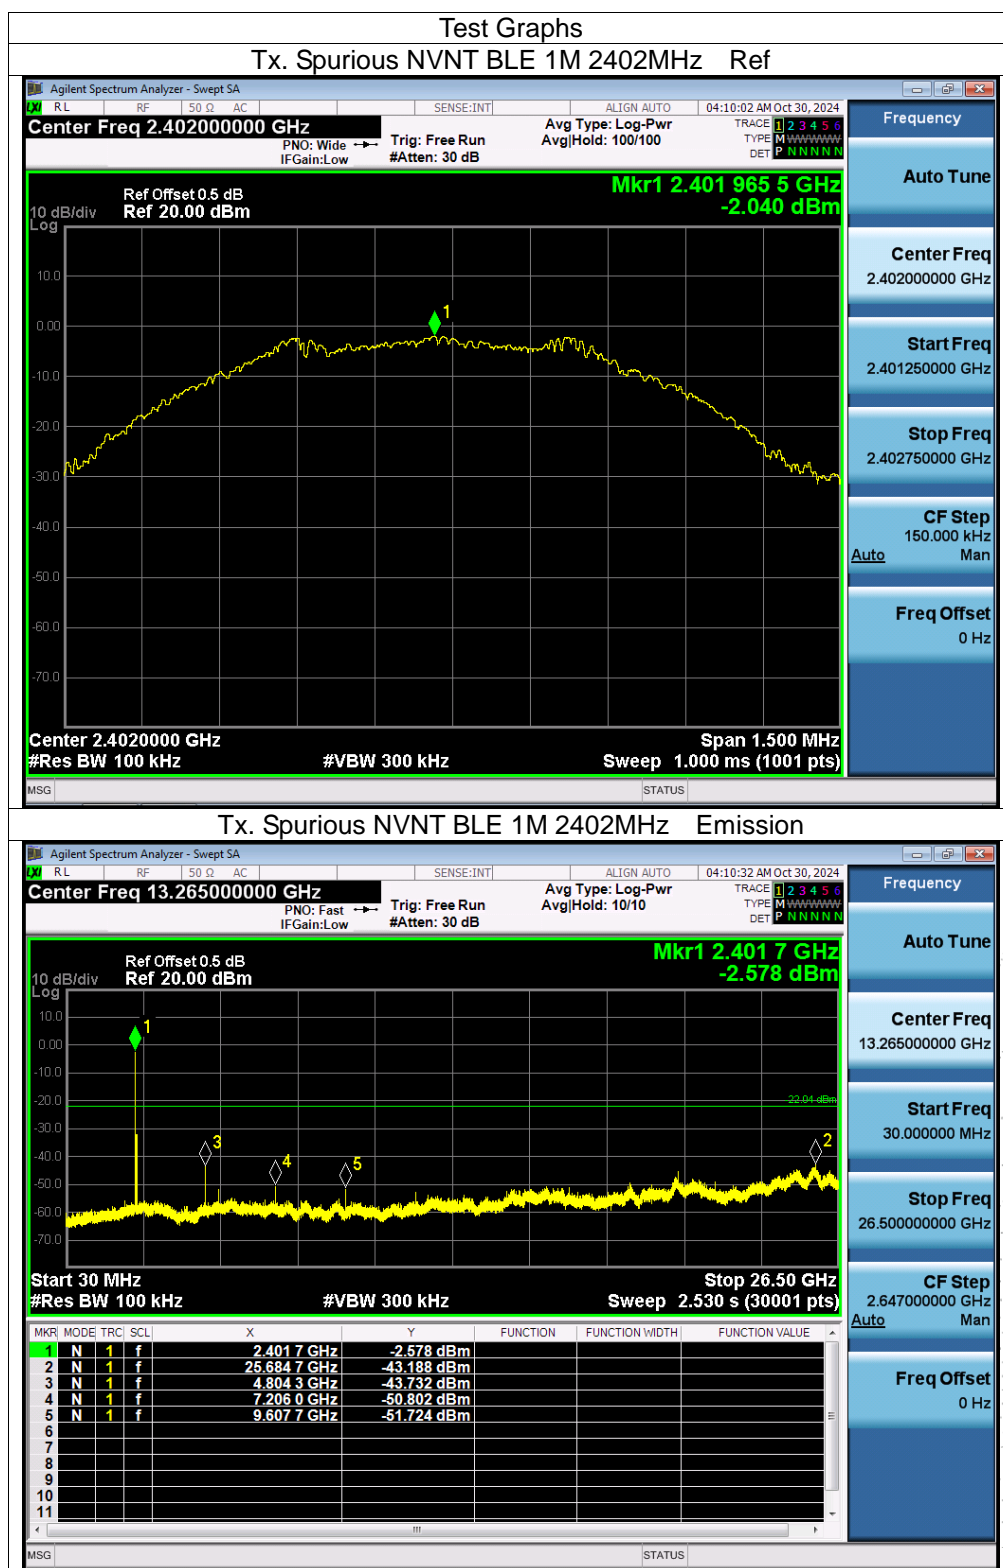 Test Graphs
Tx. Spurious NVNT BLE 1M 2402MHz Ref
Agilent Spectrum Analyzer - Swept SA
LXI RL RF 50 Ω AC SENSE:INT ALIGN AUTO 04:10:02 AM Oct 30, 2024
Center Freq 2.402000000 GHz Avg Type: Log-Pwr TRACE 1 2 3 4 5 6
PNO: Wide Trig: Free Run Avg|Hold: 100/100 TYPE M WWWWW
IFGain:Low #Atten: 30 dB DET P N N N N N
Frequency
Mkr1 2.401 965 5 GHz
-2.040 dBm
Ref Offset 0.5 dB
10 dB/div Ref 20.00 dBm
Log
10.0
0.00
-10.0
-20.0
-30.0
-40.0
-50.0
-60.0
-70.0
1
Center 2.4020000 GHz Span 1.500 MHz
#Res BW 100 kHz #VBW 300 kHz Sweep 1.000 ms (1001 pts)
Auto Tune
Center Freq
2.402000000 GHz
Start Freq
2.401250000 GHz
Stop Freq
2.402750000 GHz
CF Step
150.000 kHz
Auto Man
Freq Offset
0 Hz
MSG STATUS
Tx. Spurious NVNT BLE 1M 2402MHz Emission
Agilent Spectrum Analyzer - Swept SA
LXI RL RF 50 Ω AC SENSE:INT ALIGN AUTO 04:10:32 AM Oct 30, 2024
Center Freq 13.265000000 GHz Avg Type: Log-Pwr TRACE 1 2 3 4 5 6
PNO: Fast Trig: Free Run Avg|Hold: 10/10 TYPE M WWWWW
IFGain:Low #Atten: 30 dB DET P N N N N N
Frequency
Mkr1 2.401 7 GHz
-2.578 dBm
Ref Offset 0.5 dB
10 dB/div Ref 20.00 dBm
Log
10.0
0.00
-10.0
-20.0
-30.0
-40.0
-50.0
-60.0
-70.0
1
-22.04 dBm
3
4
5
2
Start 30 MHz Stop 26.50 GHz
#Res BW 100 kHz #VBW 300 kHz Sweep 2.530 s (30001 pts)
MKR MODE TRC SCL X Y FUNCTION FUNCTION WIDTH FUNCTION VALUE
1 N 1 f 2.401 7 GHz -2.578 dBm
2 N 1 f 25.684 7 GHz -43.188 dBm
3 N 1 f 4.804 3 GHz -43.732 dBm
4 N 1 f 7.206 0 GHz -50.802 dBm
5 N 1 f 9.607 7 GHz -51.724 dBm
6
7
8
9
10
11
Auto Tune
Center Freq
13.265000000 GHz
Start Freq
30.000000 MHz
Stop Freq
26.500000000 GHz
CF Step
2.647000000 GHz
Auto Man
Freq Offset
0 Hz
MSG STATUS